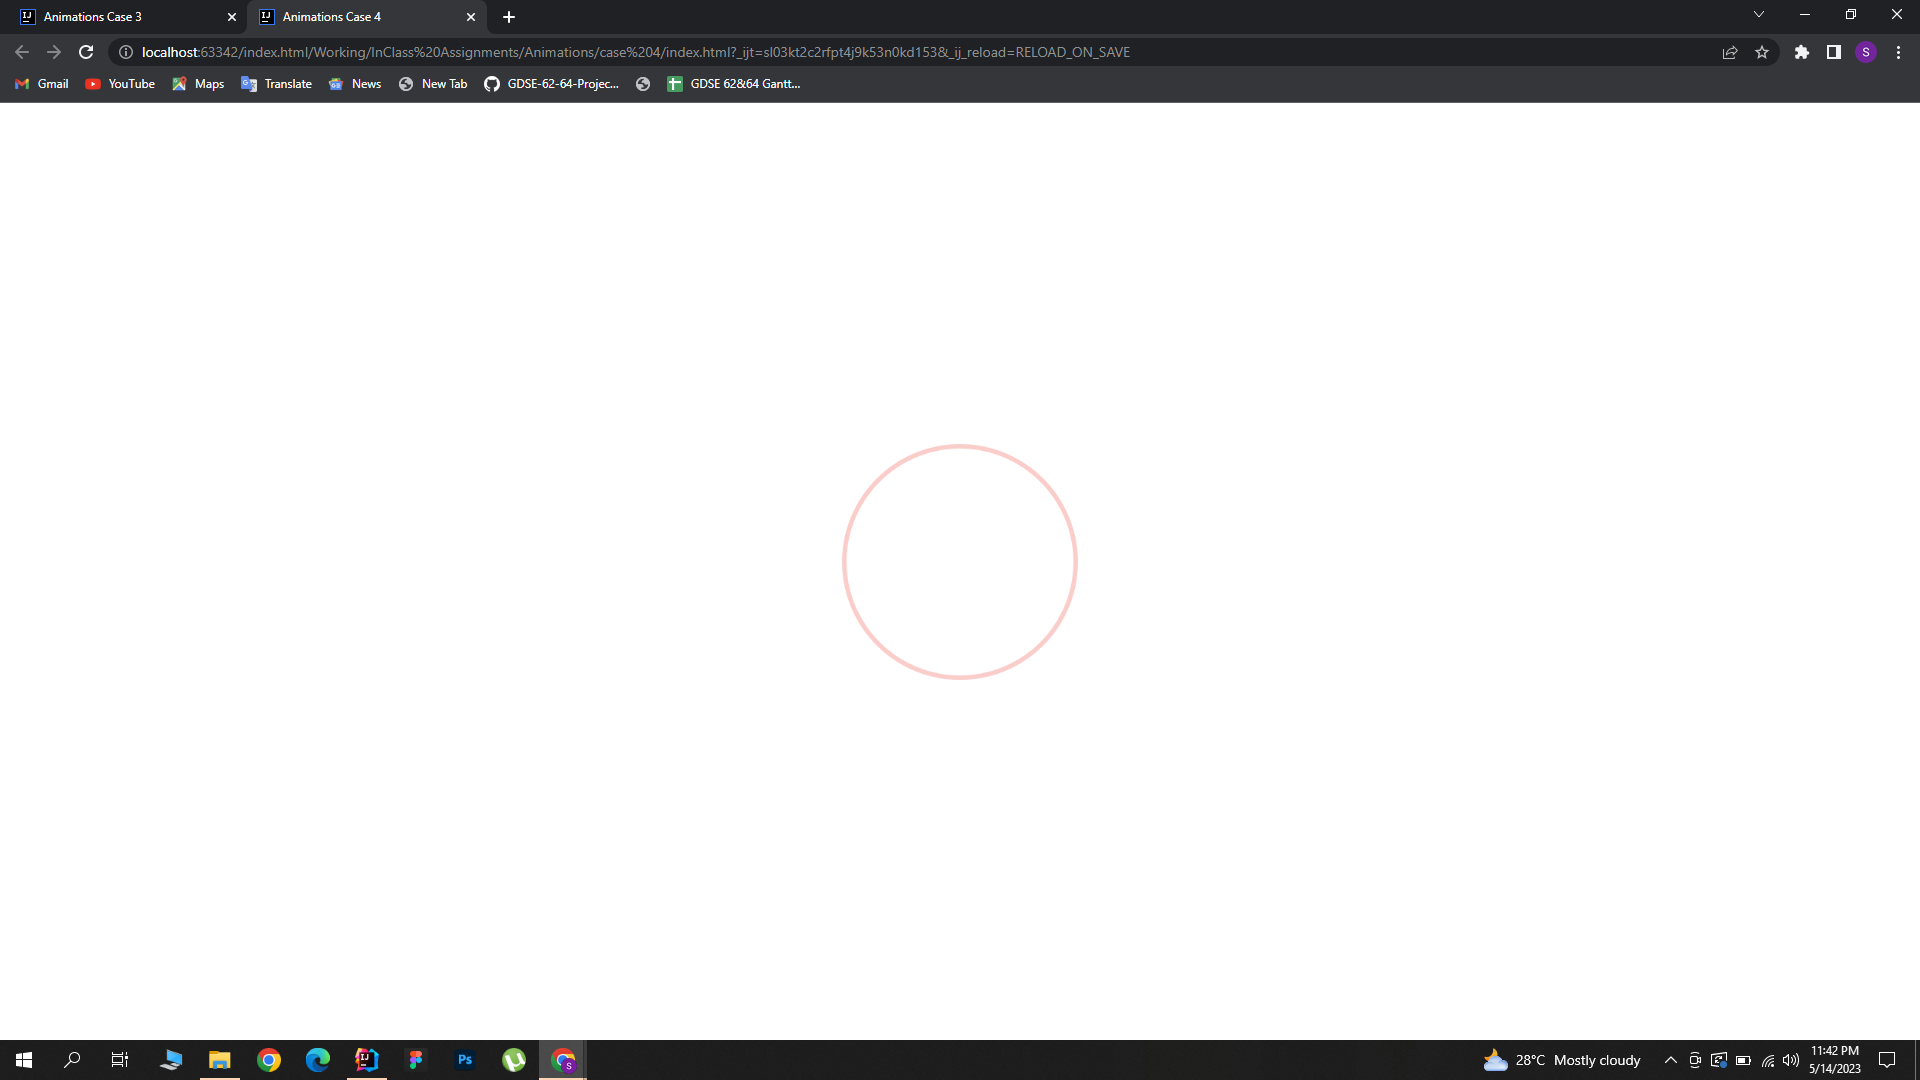 Animations Case 3
Animations Case 4
localhost:63342/index.html/Working/InClass%20Assignments/Animations/case%204/index.html?_ijt=sl03kt2c2rfpt4j9k53n0kd153&_ij_reload=RELOAD_ON_SAVE
S
Gmail YouTube Maps Translate News New Tab GDSE-62-64-Projec... GDSE 62&64 Gantt...
28°C Mostly cloudy
11:42 PM
5/14/2023